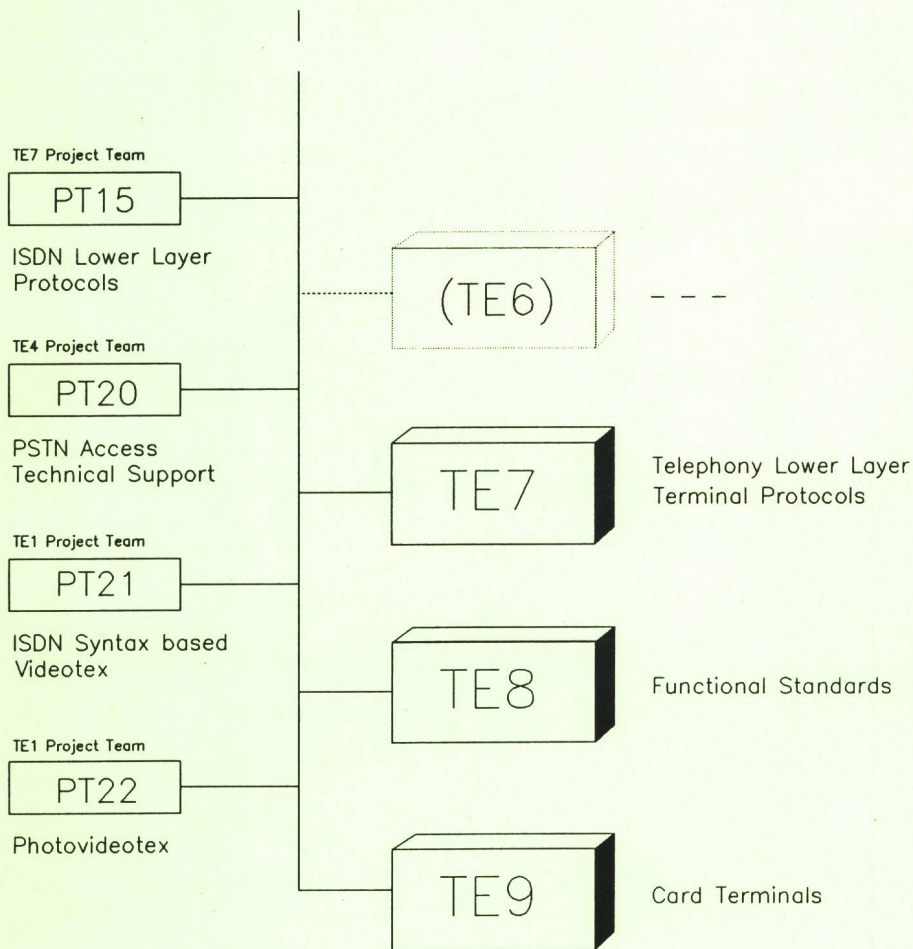 TE7 Project Team
PT15
ISDN Lower Layer
Protocols
(TE6)
– – –
TE4 Project Team
PT20
PSTN Access
Technical Support
TE7
Telephony Lower Layer
Terminal Protocols
TE1 Project Team
PT21
ISDN Syntax based
Videotex
TE8
Functional Standards
TE1 Project Team
PT22
Photovideotex
TE9
Card Terminals